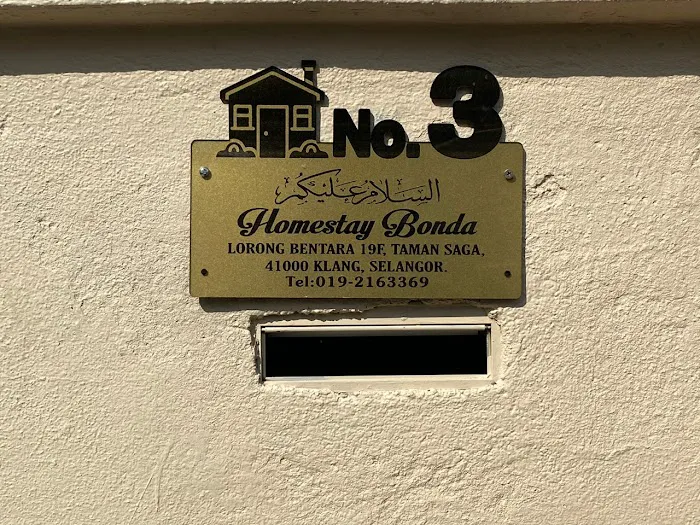 No. 3
السلام عليكم
Homestay Bonda
LORONG BENTARA 19F, TAMAN SAGA,
41000 KLANG, SELANGOR.
Tel:019-2163369